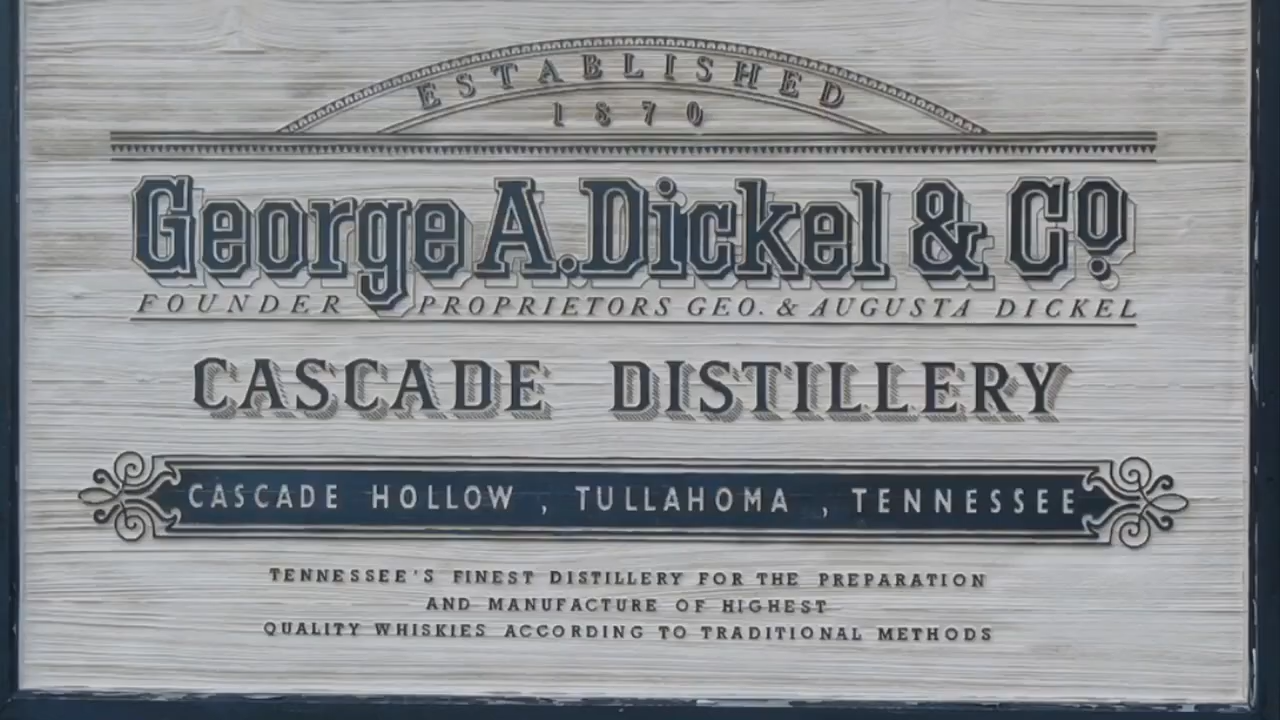 ESTABLISHED
1870
George A. Dickel & Co.
FOUNDER PROPRIETORS GEO. & AUGUSTA DICKEL
CASCADE DISTILLERY
CASCADE HOLLOW , TULLAHOMA , TENNESSEE
TENNESSEE'S FINEST DISTILLERY FOR THE PREPARATION
AND MANUFACTURE OF HIGHEST
QUALITY WHISKIES ACCORDING TO TRADITIONAL METHODS